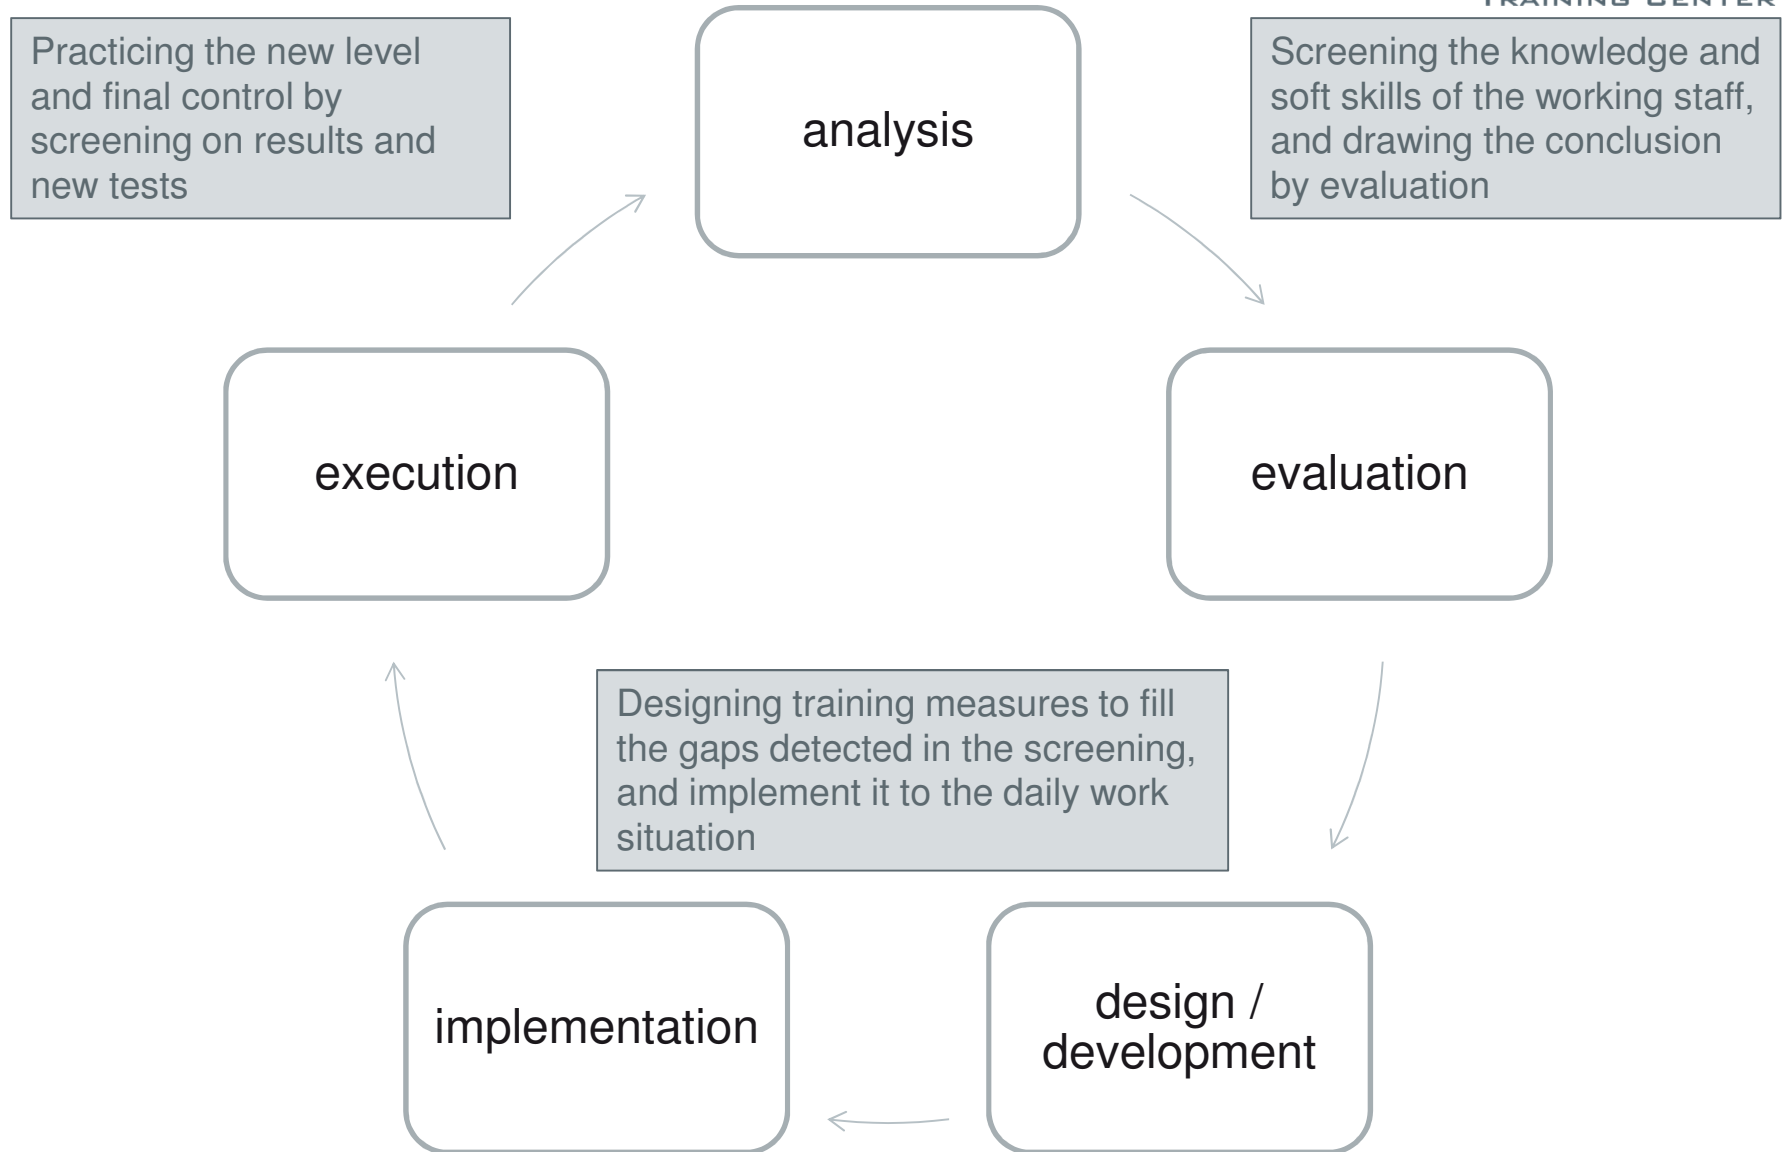 TRAINING CENTER
Practicing the new level
and final control by
screening on results and
new tests
analysis
Screening the knowledge and
soft skills of the working staff,
and drawing the conclusion
by evaluation
execution
evaluation
Designing training measures to fill
the gaps detected in the screening,
and implement it to the daily work
situation
implementation
design /
development